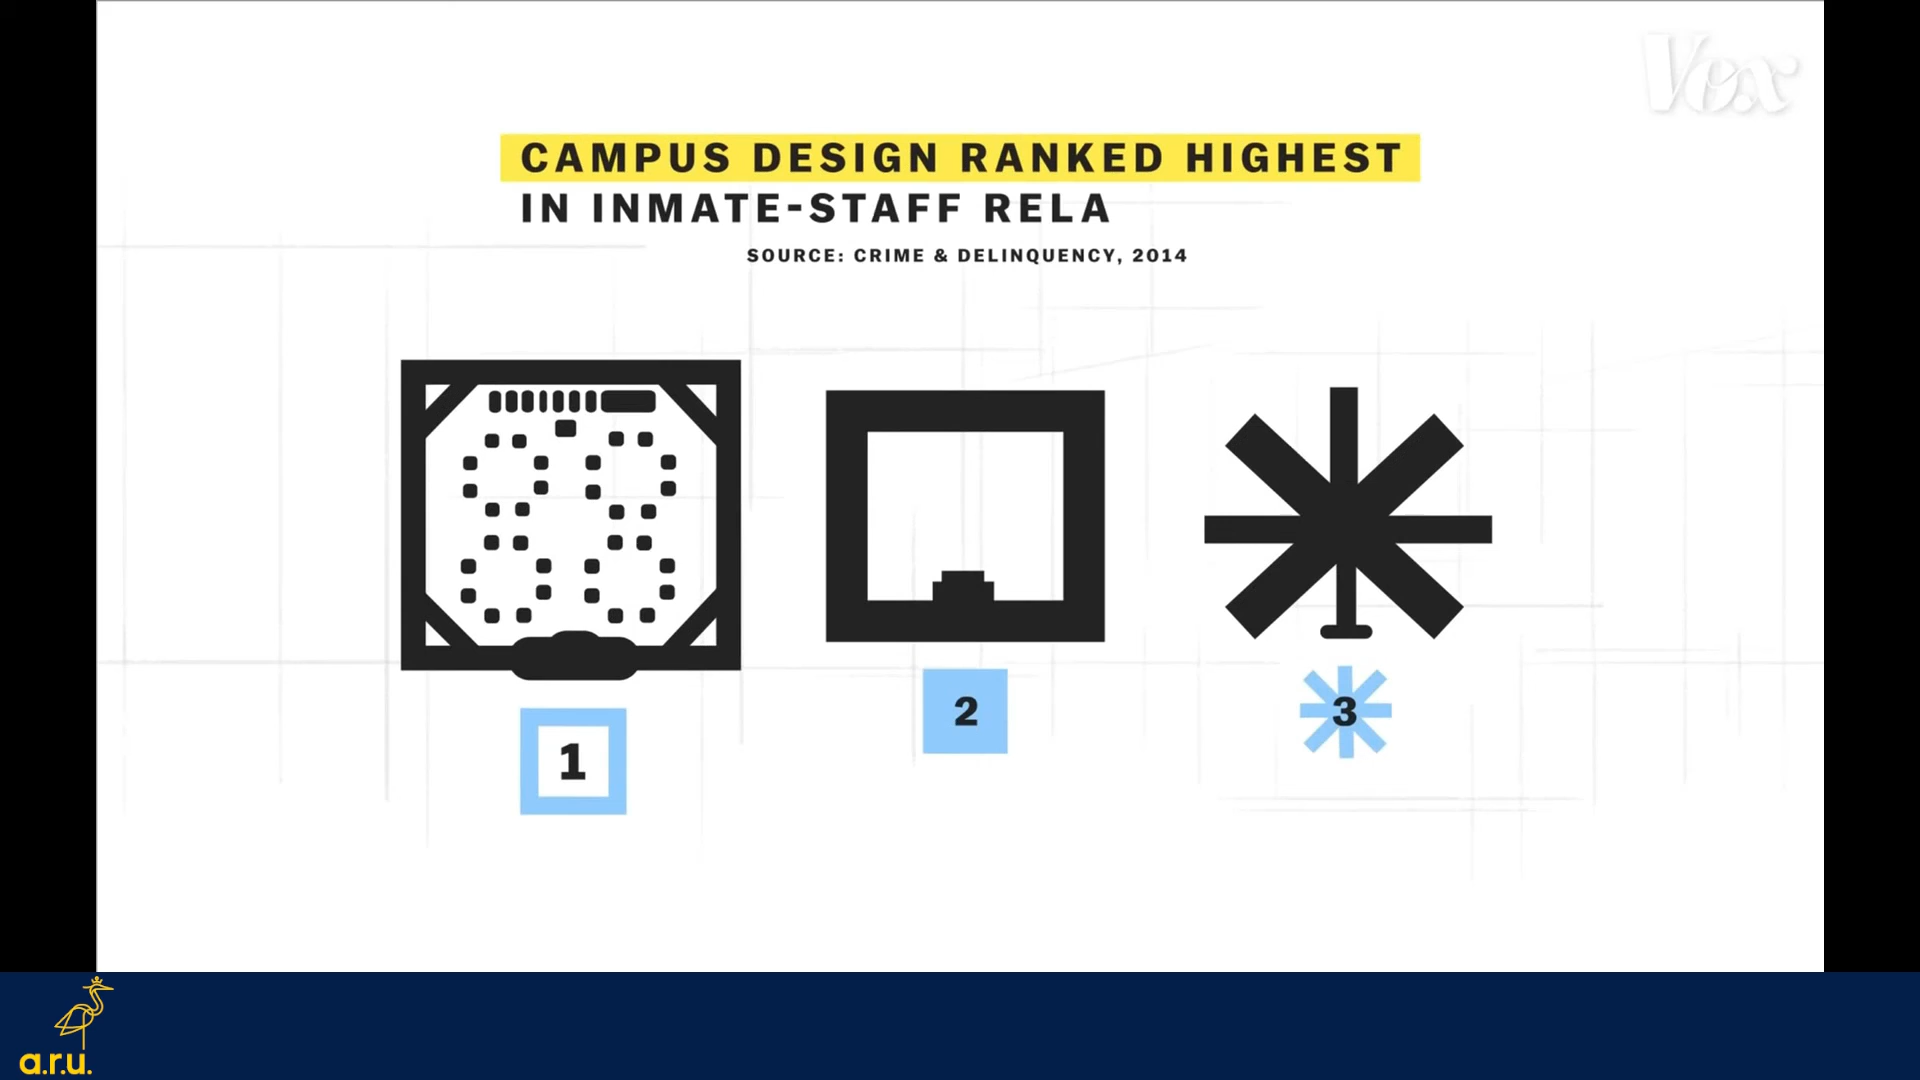 Vox
CAMPUS DESIGN RANKED HIGHEST
IN INMATE-STAFF RELA
SOURCE: CRIME & DELINQUENCY, 2014
1
2
3
a.r.u.